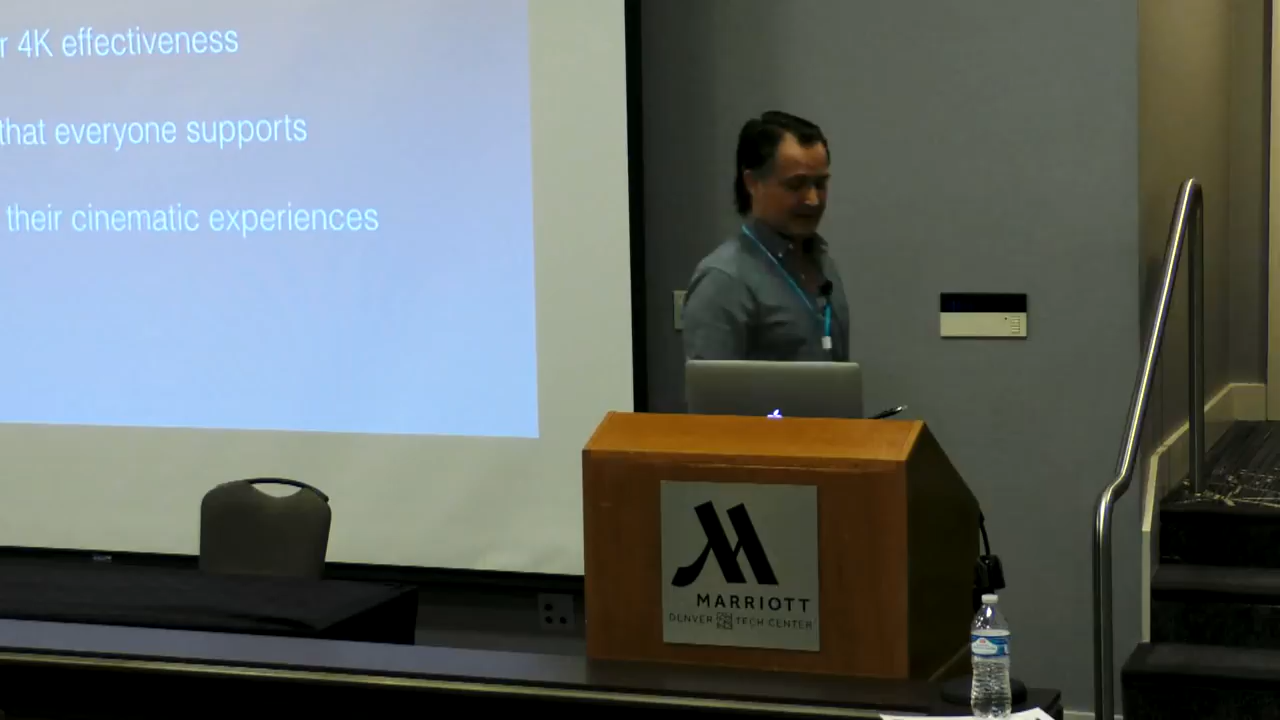 r 4K effectiveness
that everyone supports
their cinematic experiences
MARRIOTT
DENVER TECH CENTER